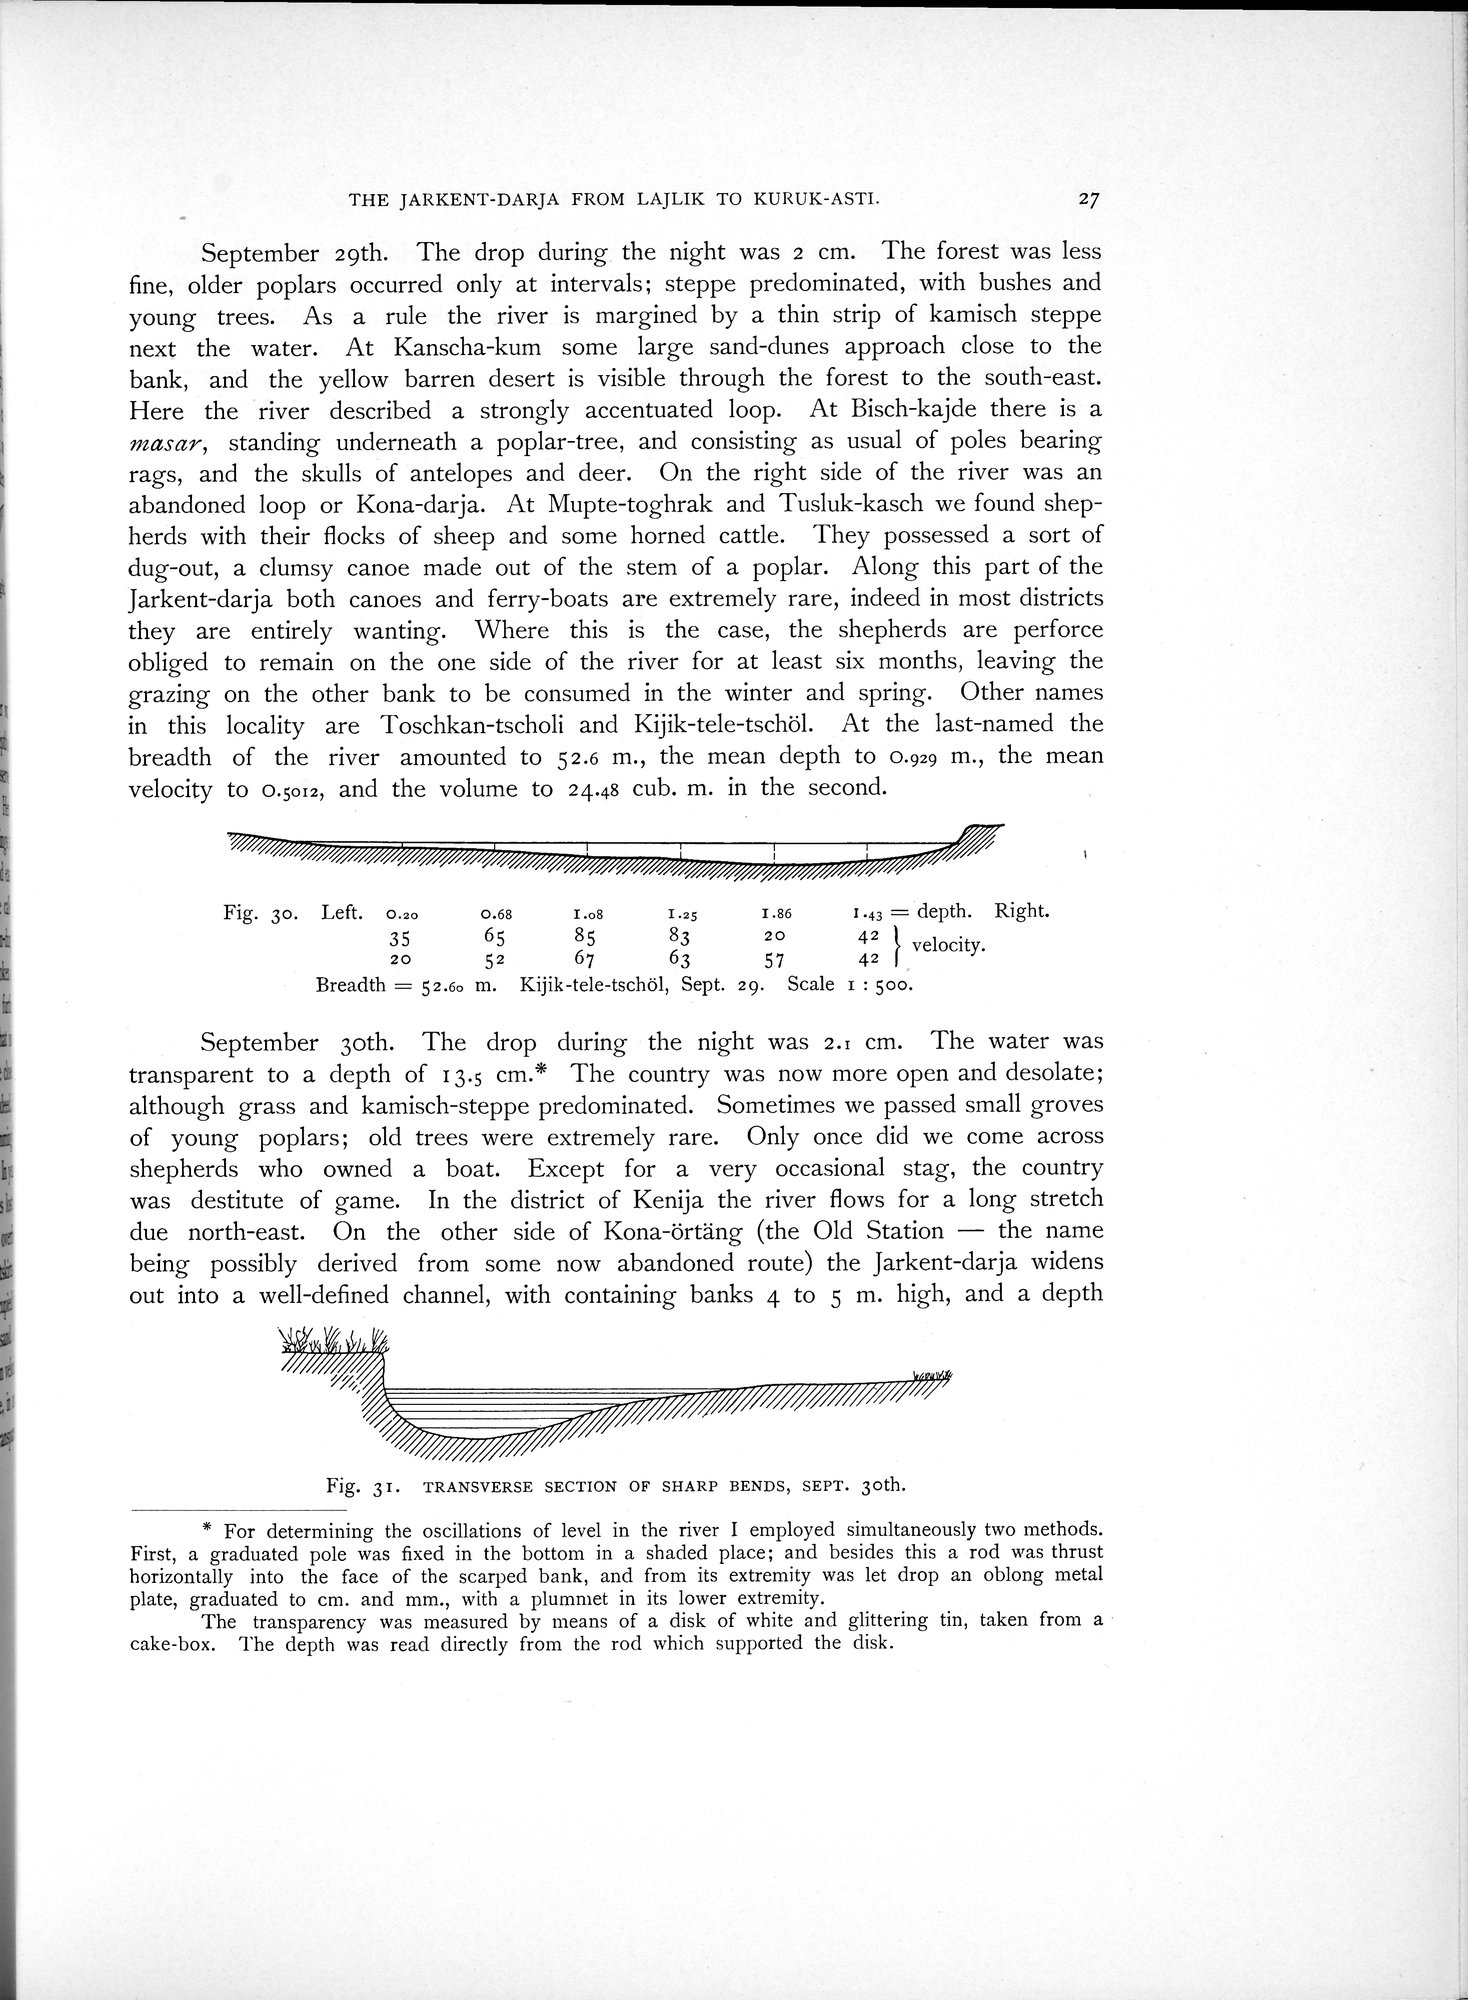 THE JARKENT-DARJA FROM LAJLIK TO KURUK-ASTI. 27
September 29th. The drop during the night was 2 cm. The forest was less
fine, older poplars occurred only at intervals; steppe predominated, with bushes and
young trees. As a rule the river is margined by a thin strip of kamisch steppe
next the water. At Kanscha-kum some large sand-dunes approach close to the
bank, and the yellow barren desert is visible through the forest to the south-east.
Here the river described a strongly accentuated loop. At Bisch-kajde there is a
masar, standing underneath a poplar-tree, and consisting as usual of poles bearing
rags, and the skulls of antelopes and deer. On the right side of the river was an
abandoned loop or Kona-darja. At Mupte-toghrak and Tusluk-kasch we found shep-
herds with their flocks of sheep and some horned cattle. They possessed a sort of
dug-out, a clumsy canoe made out of the stem of a poplar. Along this part of the
Jarkent-darja both canoes and ferry-boats are extremely rare, indeed in most districts
they are entirely wanting. Where this is the case, the shepherds are perforce
obliged to remain on the one side of the river for at least six months, leaving the
grazing on the other bank to be consumed in the winter and spring. Other names
in this locality are Toschkan-tscholi and Kijik-tele-tschöl. At the last-named the
breadth of the river amounted to 52.6 m., the mean depth to 0.929 m., the mean
velocity to 0.5012, and the volume to 24.48 cub. m. in the second.
Fig. 30. Left. 0.20 0.68 1.08 1.25 1.86 1.43 = depth. Right.
35 65 85 83 20 42 } velocity.
20 52 67 63 57 42
Breadth = 52.60 m. Kijik-tele-tschöl, Sept. 29. Scale 1 : 500.
September 30th. The drop during the night was 2.1 cm. The water was
transparent to a depth of 13.5 cm.* The country was now more open and desolate;
although grass and kamisch-steppe predominated. Sometimes we passed small groves
of young poplars; old trees were extremely rare. Only once did we come across
shepherds who owned a boat. Except for a very occasional stag, the country
was destitute of game. In the district of Kenija the river flows for a long stretch
due north-east. On the other side of Kona-örtäng (the Old Station — the name
being possibly derived from some now abandoned route) the Jarkent-darja widens
out into a well-defined channel, with containing banks 4 to 5 m. high, and a depth
Fig. 31. TRANSVERSE SECTION OF SHARP BENDS, SEPT. 30th.
* For determining the oscillations of level in the river I employed simultaneously two methods.
First, a graduated pole was fixed in the bottom in a shaded place; and besides this a rod was thrust
horizontally into the face of the scarped bank, and from its extremity was let drop an oblong metal
plate, graduated to cm. and mm., with a plummet in its lower extremity.
The transparency was measured by means of a disk of white and glittering tin, taken from a
cake-box. The depth was read directly from the rod which supported the disk.